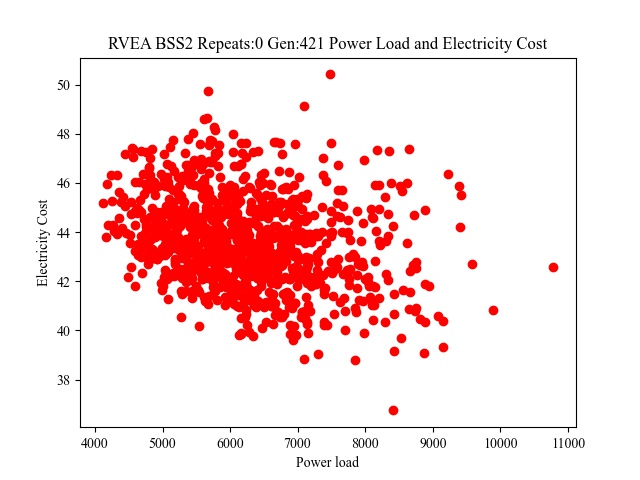 RVEA BSS2 Repeats:0 Gen:421 Power Load and Electricity Cost
50
48
46
44
42
40
38
Electricity Cost
4000 5000 6000 7000 8000 9000 10000 11000
Power load